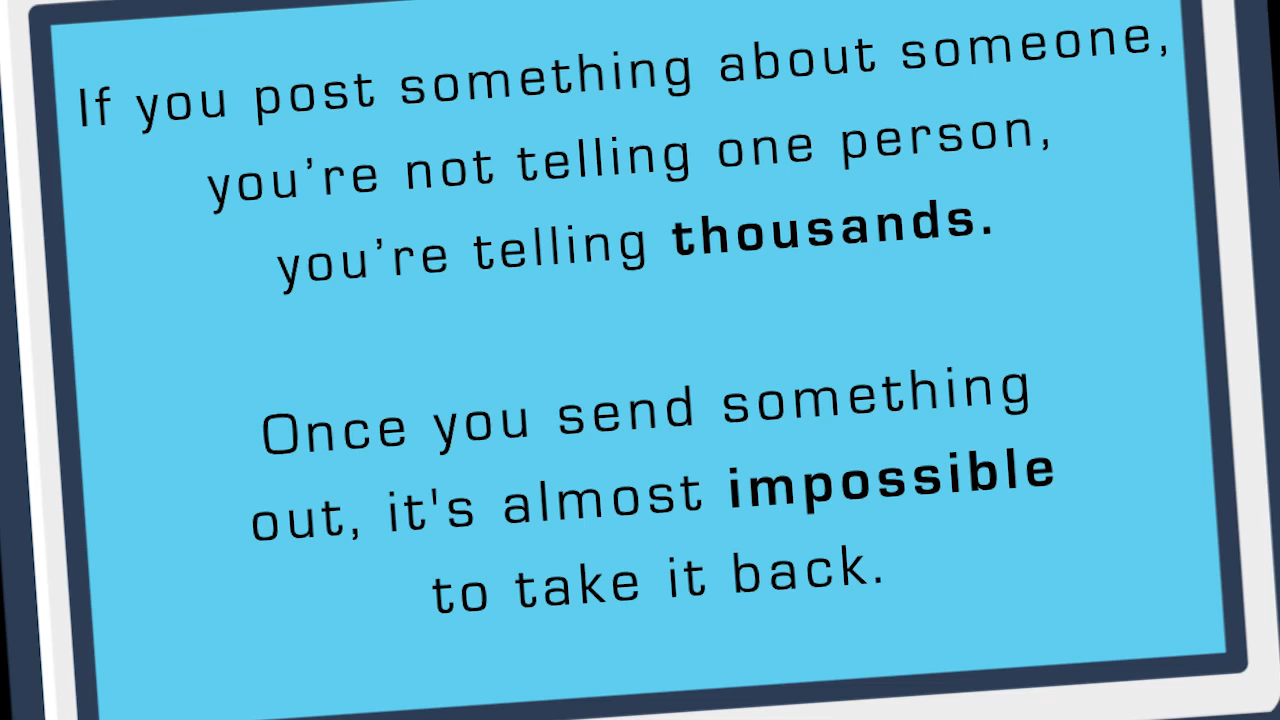 If you post something about someone,
you’re not telling one person,
you’re telling thousands.
Once you send something
out, it's almost impossible
to take it back.